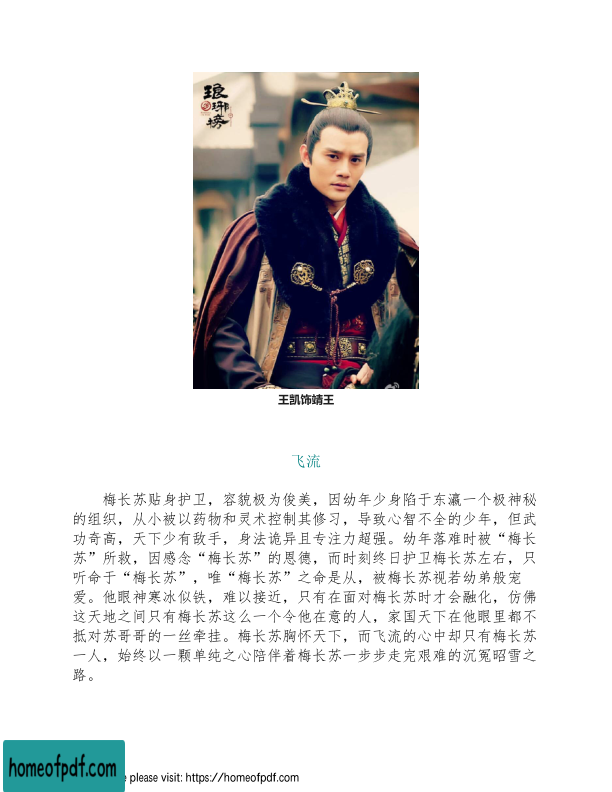 琅琊榜
王凯饰靖王
飞流
梅长苏贴身护卫，容貌极为俊美，因幼年少身陷于东瀛一个极神秘
的组织，从小被以药物和灵术控制其修习，导致心智不全的少年，但武
功奇高，天下少有敌手，身法诡异且专注力超强。幼年落难时被“梅长
苏”所救，因感念“梅长苏”的恩德，而时刻终日护卫梅长苏左右，只
听命于“梅长苏”，唯“梅长苏”之命是从，被梅长苏视若幼弟般宠
爱。他眼神寒冰似铁，难以接近，只有在面对梅长苏时才会融化，仿佛
这天地之间只有梅长苏这么一个令他在意的人，家国天下在他眼里都不
抵对苏哥哥的一丝牵挂。梅长苏胸怀天下，而飞流的心中却只有梅长苏
一人，始终以一颗单纯之心陪伴着梅长苏一步步走完艰难的沉冤昭雪之
路。
homeofpdf.com
e please visit: https://homeofpdf.com